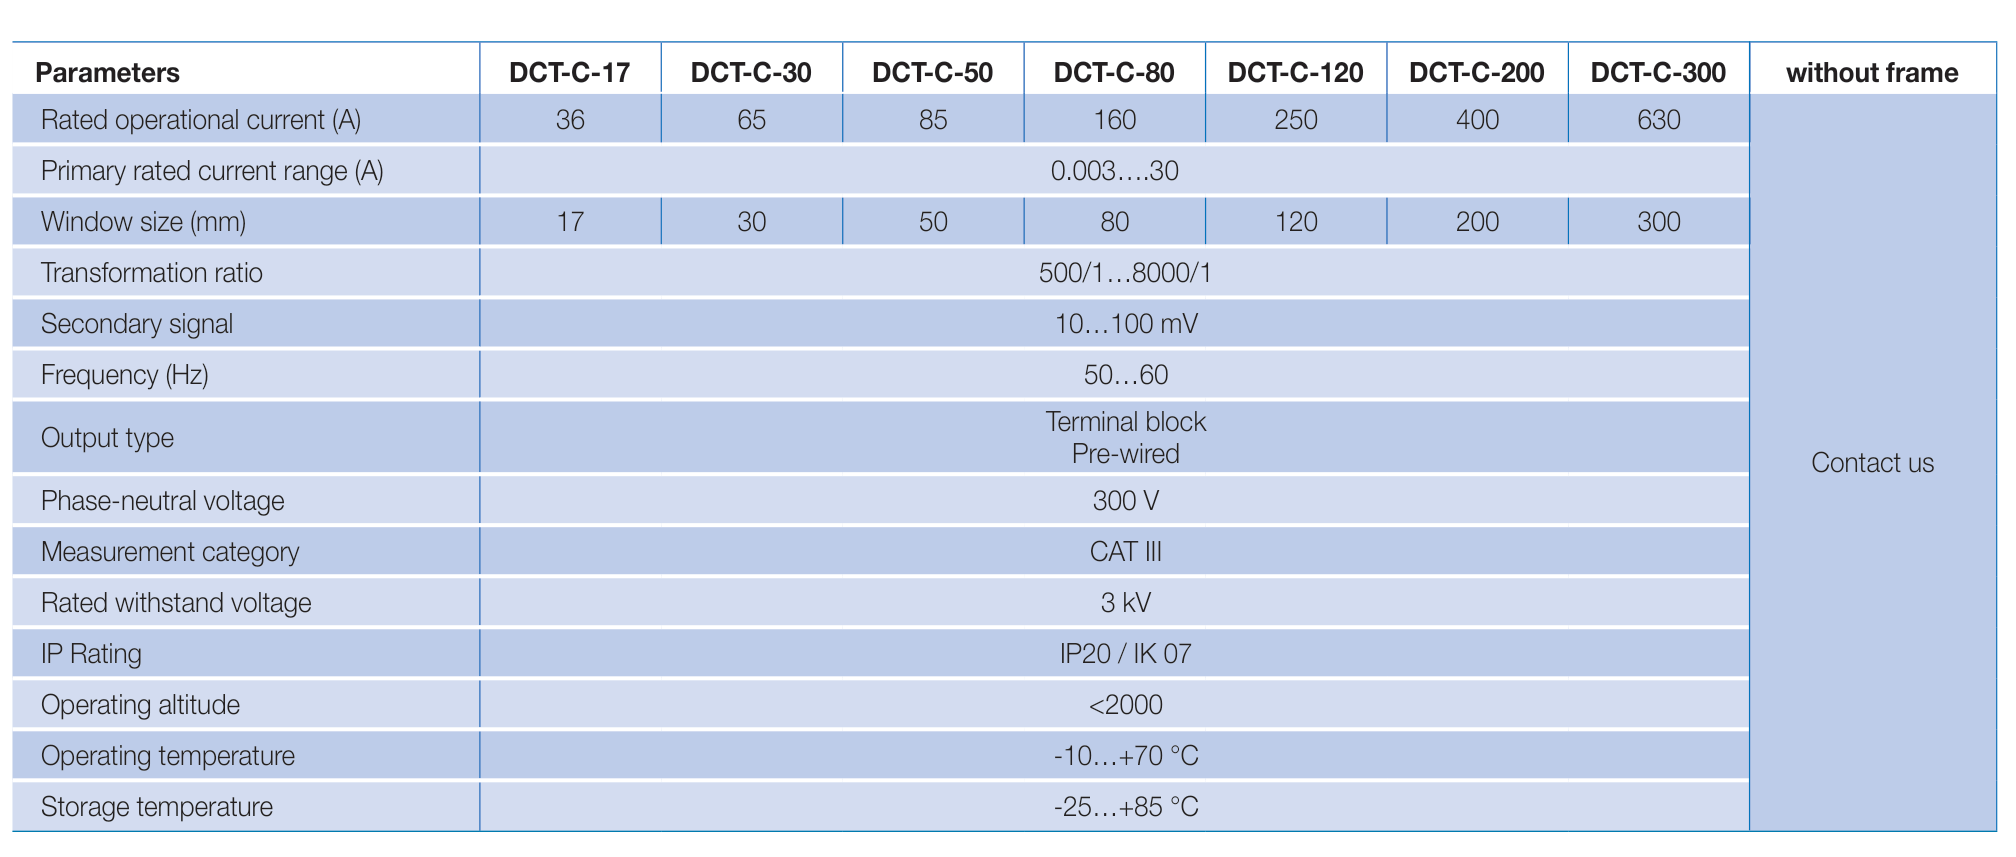 Parameters DCT-C-17 DCT-C-30 DCT-C-50 DCT-C-80 DCT-C-120 DCT-C-200 DCT-C-300 without frame
Rated operational current (A) 36 65 85 160 250 400 630
Primary rated current range (A) 0.003....30
Window size (mm) 17 30 50 80 120 200 300
Transformation ratio 500/1...8000/1
Secondary signal 10...100 mV
Frequency (Hz) 50...60
Output type Terminal block
Pre-wired
Contact us
Phase-neutral voltage 300 V
Measurement category CAT III
Rated withstand voltage 3 kV
IP Rating IP20 / IK 07
Operating altitude <2000
Operating temperature -10...+70 °C
Storage temperature -25...+85 °C